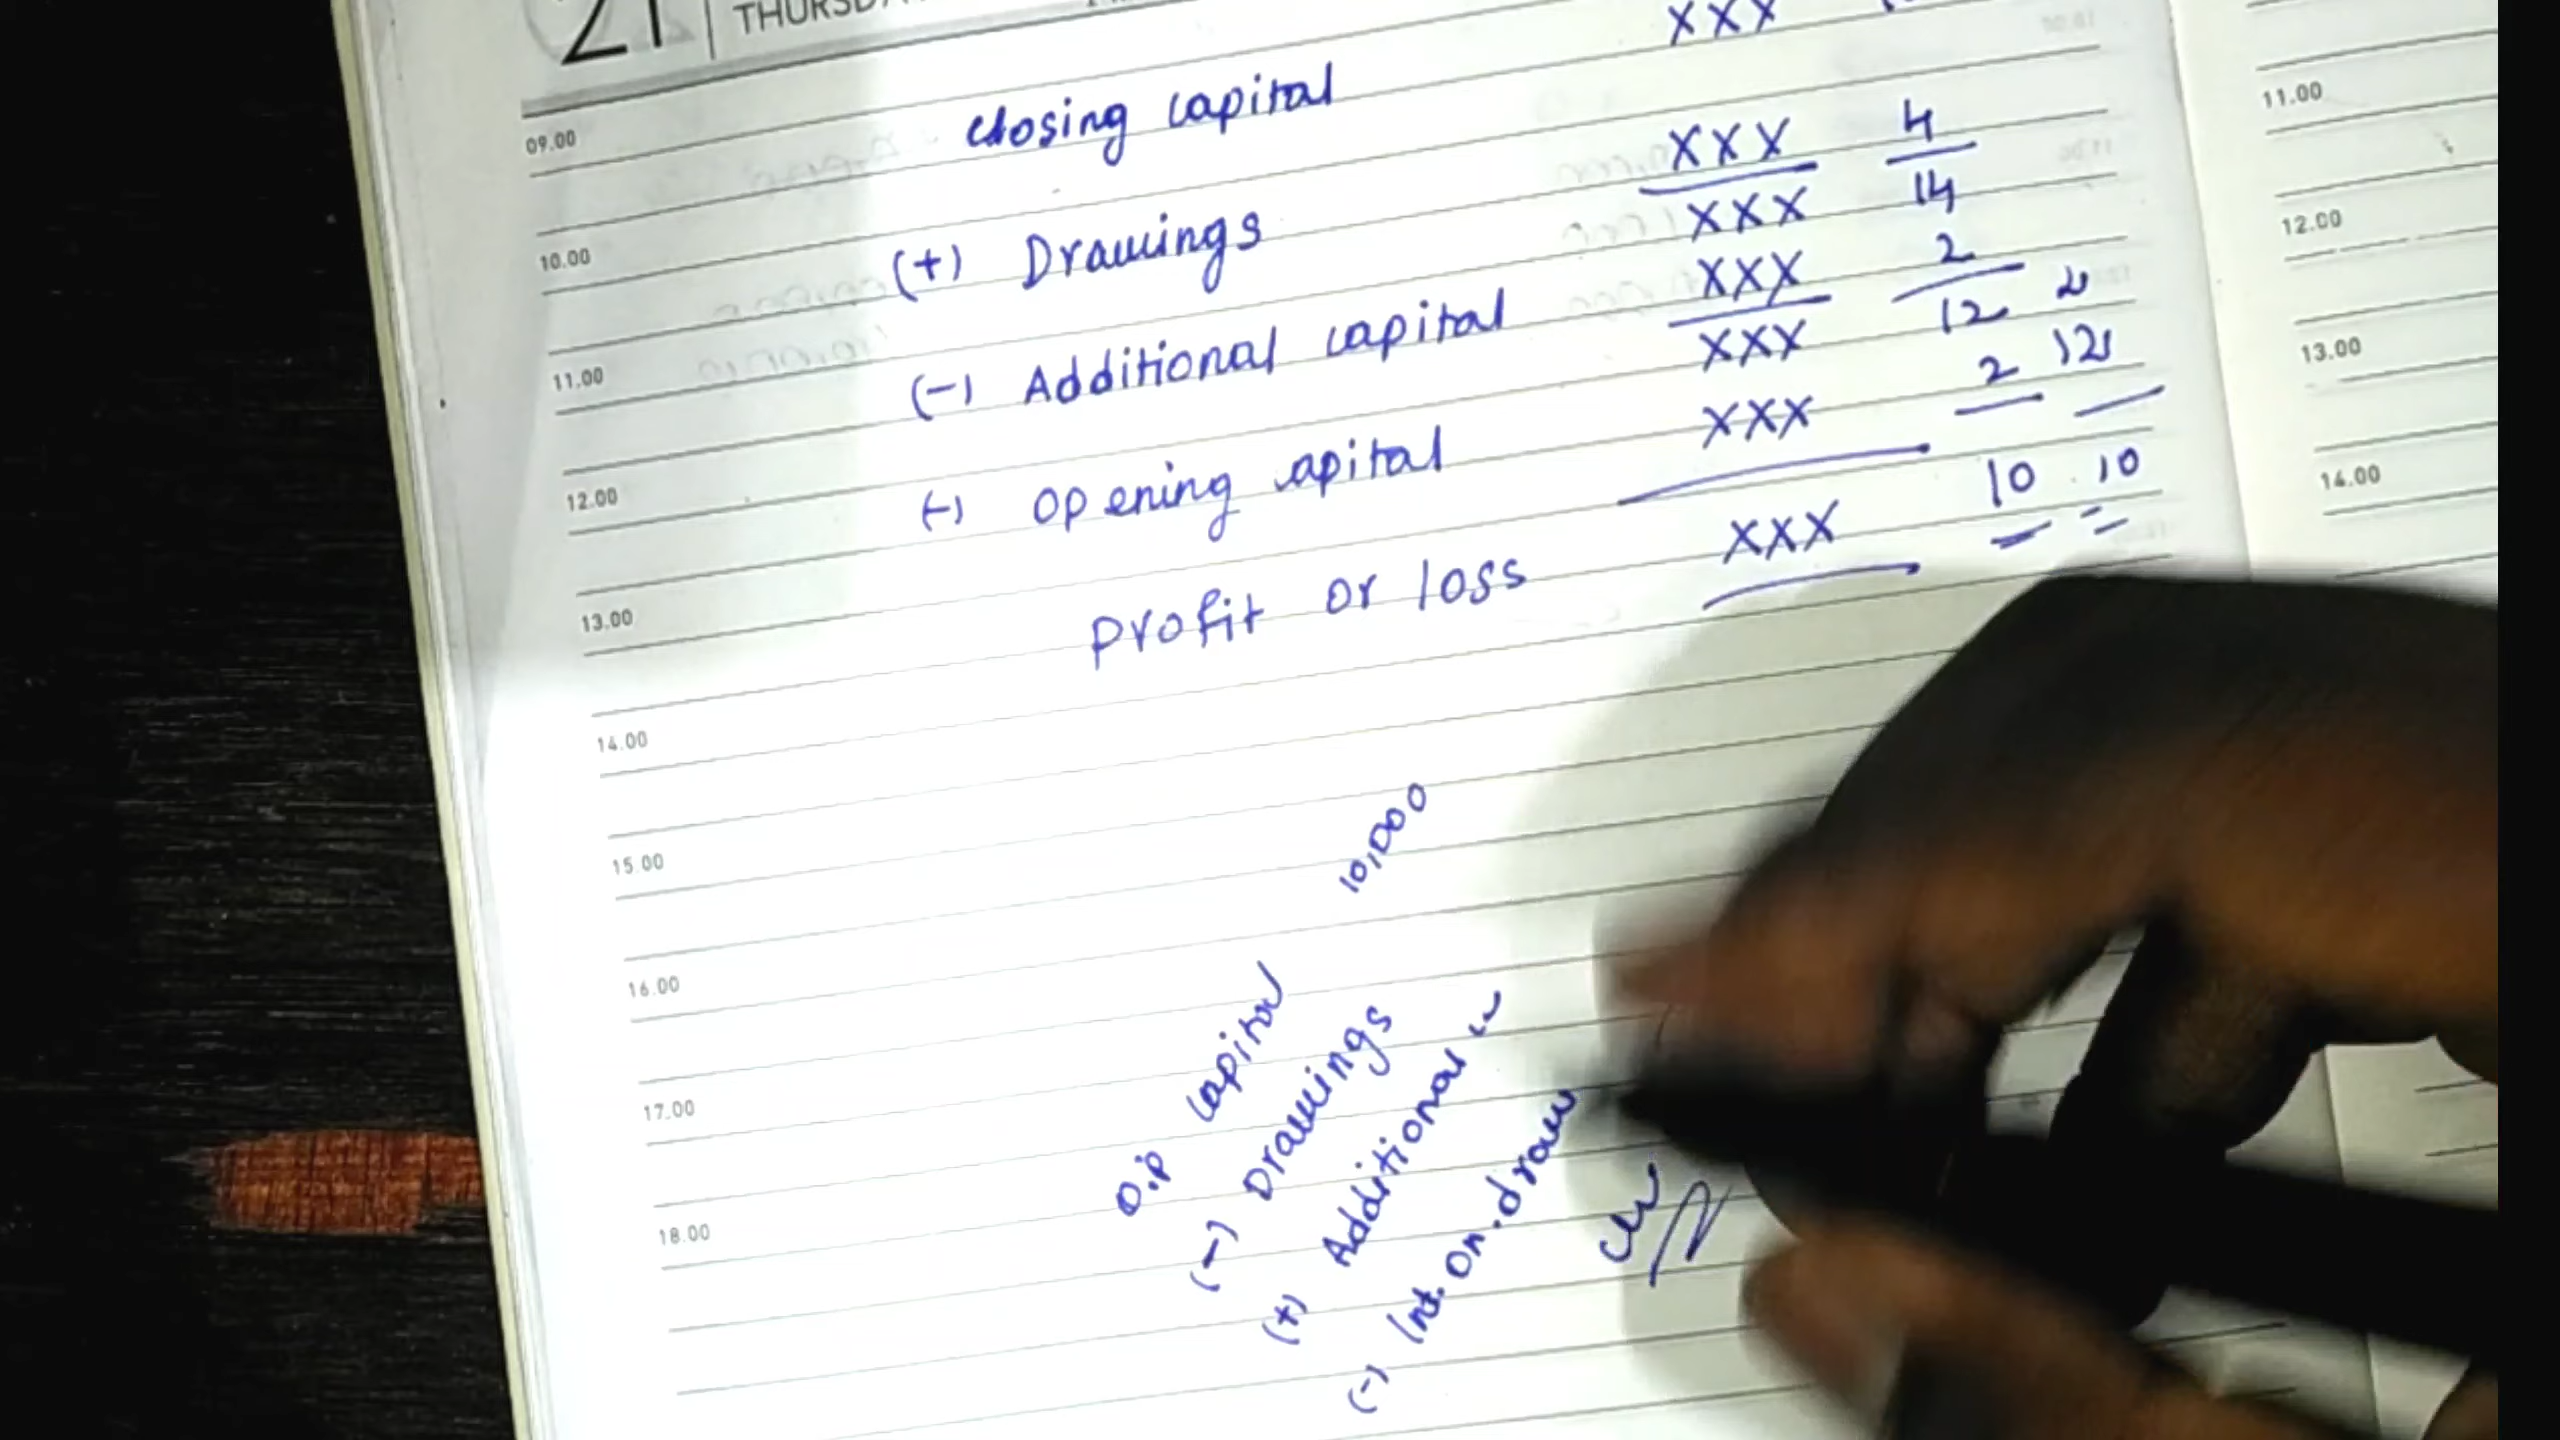 21 THURSDA
XXX
09.00 closing capital
XXX 4
10.00 (+) Drawings XXX 14
XXX 2
11.00 (-) Additional capital XXX 12 2
XXX 2 12
12.00 (-) opening apital
XXX 10 10
13.00 profit or loss
14.00
15.00
16.00
17.00
18.00
O.P capital 10,000
(-) Drawings
(+) Additional "
(-) Int. on. draw
11.00
12.00
13.00
14.00